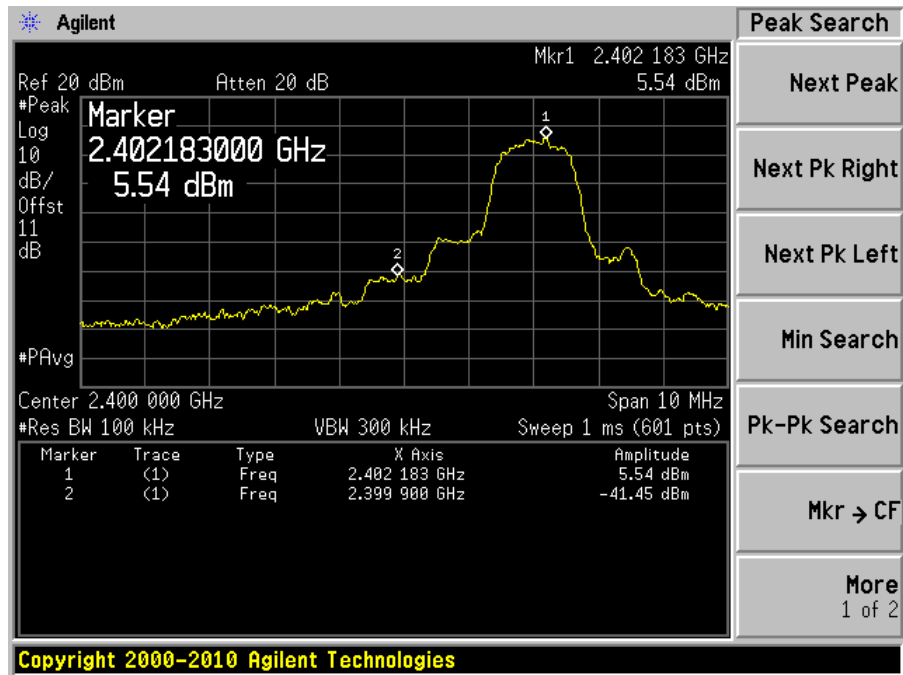 Agilent
Peak Search
Mkr1 2.402 183 GHz
Ref 20 dBm Atten 20 dB 5.54 dBm
#Peak
Log
10
dB/
Offst
11
dB
#PAvg
Marker
2.402183000 GHz
5.54 dBm
1
2
Center 2.400 000 GHz Span 10 MHz
#Res BW 100 kHz VBW 300 kHz Sweep 1 ms (601 pts)
Marker Trace Type X Axis Amplitude
1 (1) Freq 2.402 183 GHz 5.54 dBm
2 (1) Freq 2.399 900 GHz -41.45 dBm
Next Peak
Next Pk Right
Next Pk Left
Min Search
Pk-Pk Search
Mkr → CF
More
1 of 2
Copyright 2000-2010 Agilent Technologies